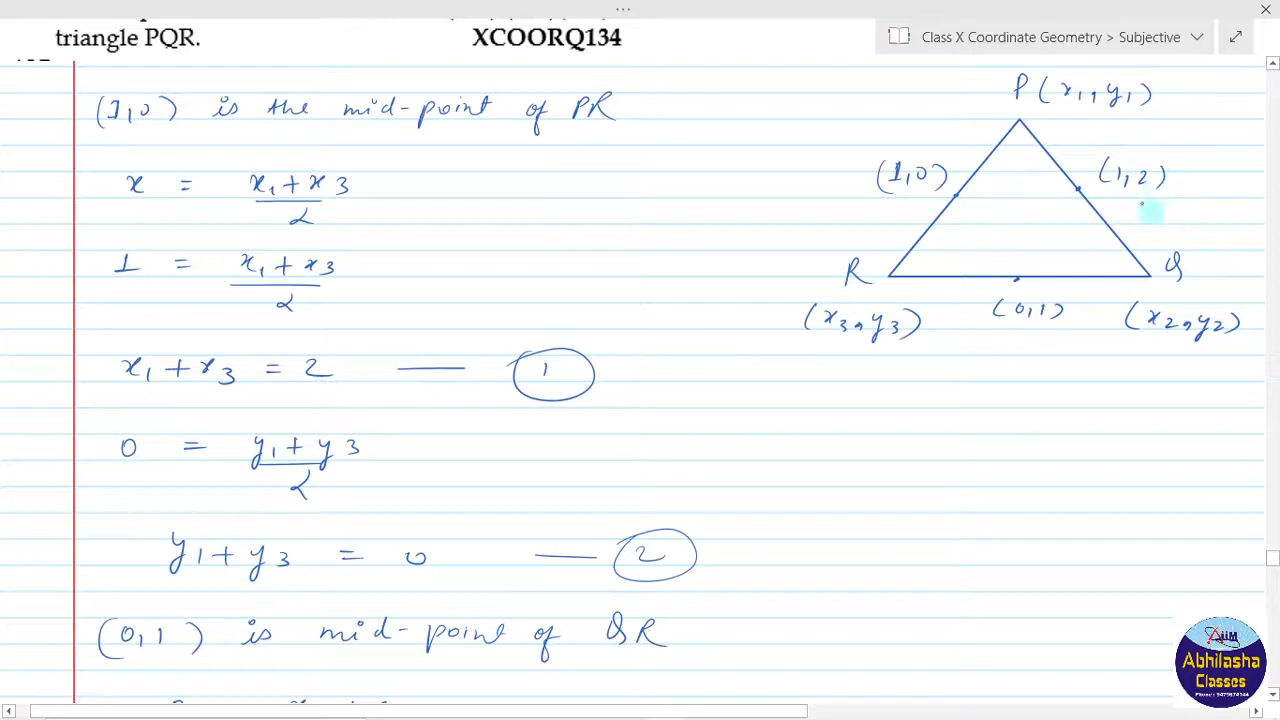 triangle PQR.
XCOORQ134
Class X Coordinate Geometry > Subjective
(1,0) is the mid-point of PR
x = x₁ + x₃ / 2
1 = x₁ + x₃ / 2
x₁ + x₃ = 2 —— 1
0 = y₁ + y₃ / 2
y₁ + y₃ = 0 —— 2
(0,1) is mid-point of QR
P(x₁, y₁)
(1,0)
(1,2)
R
Q
(x₃, y₃)
(0,1)
(x₂, y₂)
AIM
Abhilasha
Classes